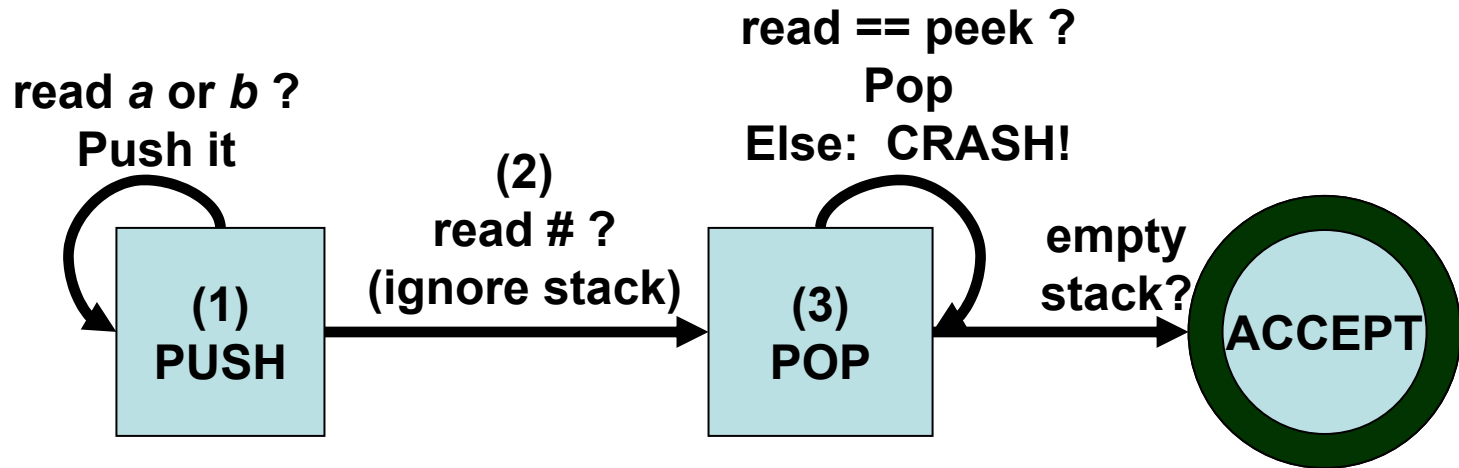 read a or b ?
Push it
(1)
PUSH
(2)
read # ?
(ignore stack)
read == peek ?
Pop
Else: CRASH!
(3)
POP
empty
stack?
ACCEPT